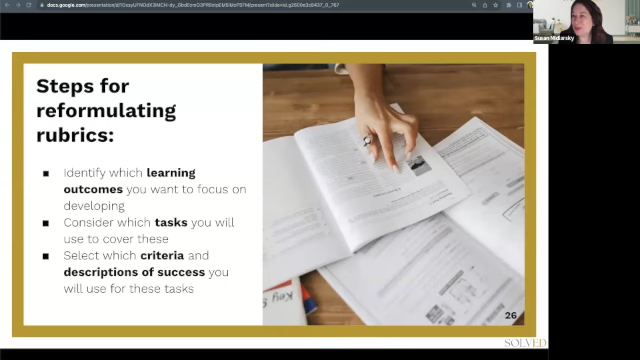 Susan Midlarsky
Steps for
reformulating
rubrics:
■ Identify which learning
outcomes you want to focus on
developing
■ Consider which tasks you will
use to cover these
■ Select which criteria and
descriptions of success you
will use for these tasks
Key
26
SOLVED